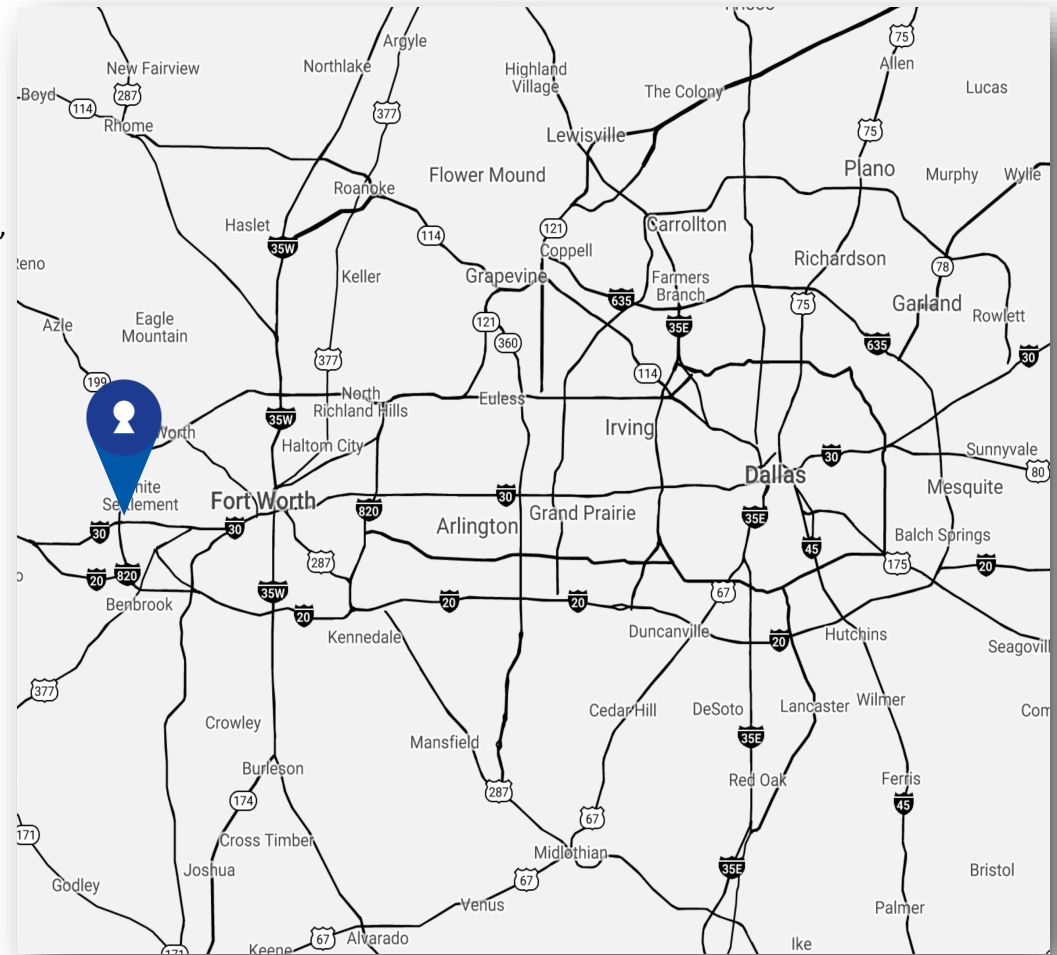 Argyle
75
New Fairview
Northlake
Highland
Village
Allen
The Colony
Lucas
Boyd
114
287
377
Rhome
75
Lewisville
Plano
Flower Mound
Murphy
Wylie
Roanoke
Haslet
35W
114
121
Carrollton
Coppell
Richardson
78
Keller
Grapevine
Farmers
Branch
635
75
Garland
Rowlett
Azle
Eagle
Mountain
121
360
35E
635
30
377
199
114
North
Richland Hills
Euless
35W
Irving
Worth
Haltom City
30
Sunnyvale
80
Dallas
Mesquite
Fort Worth
30
820
Grand Prairie
35E
Arlington
30
30
45
Balch Springs
287
175
20
20
820
35W
67
Benbrook
20
20
20
Kennedale
Duncanville
20
Hutchins
377
Crowley
Cedar Hill
DeSoto
Lancaster
Wilmer
Mansfield
35E
Burleson
Red Oak
Ferris
174
287
45
67
171
Cross Timber
Midlothian
Joshua
35E
Godley
67
Bristol
Venus
Palmer
67
Alvarado
Keene
Ike
171